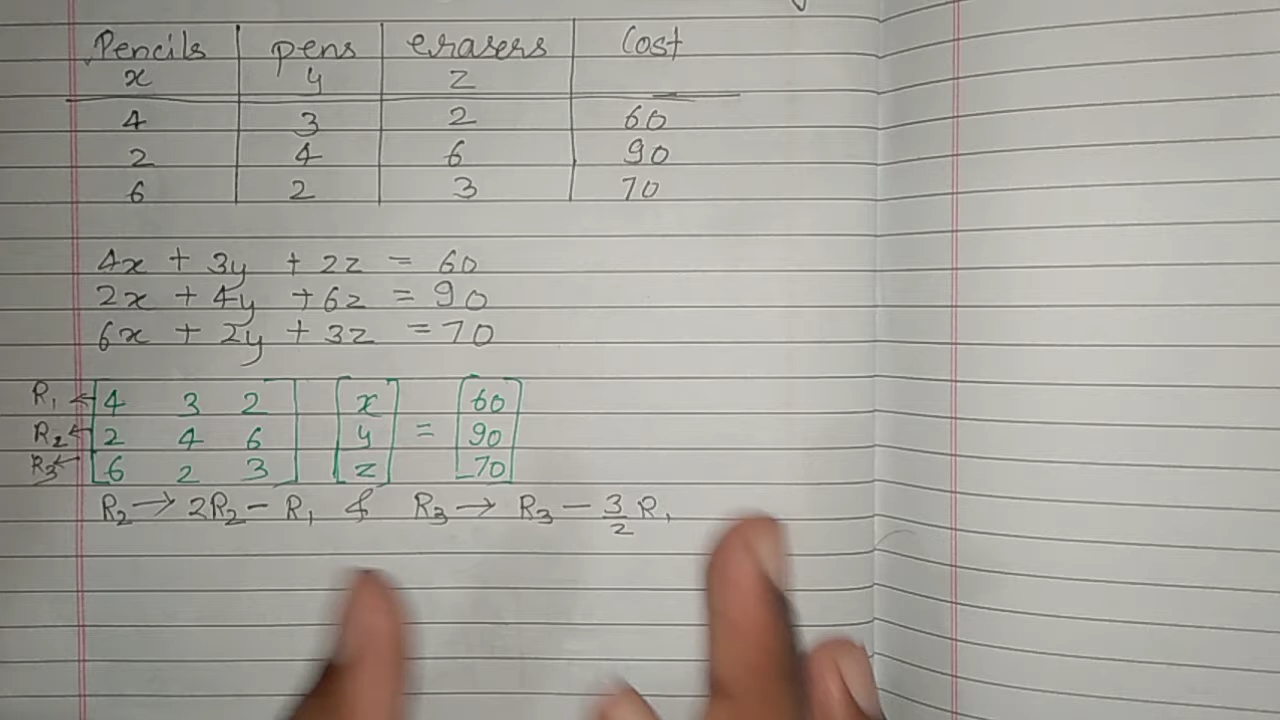 Pencils pens erasers Cost
x y z
4 3 2 60
2 4 6 90
6 2 3 70
4x + 3y + 2z = 60
2x + 4y + 6z = 90
6x + 2y + 3z = 70
R₁ ← [4 3 2] [x] [60]
R₂ ← [2 4 6] [y] = [90]
R₃ ← [6 2 3] [z] [70]
R₂ → 2R₂ - R₁ & R₃ → R₃ - 3/2 R₁